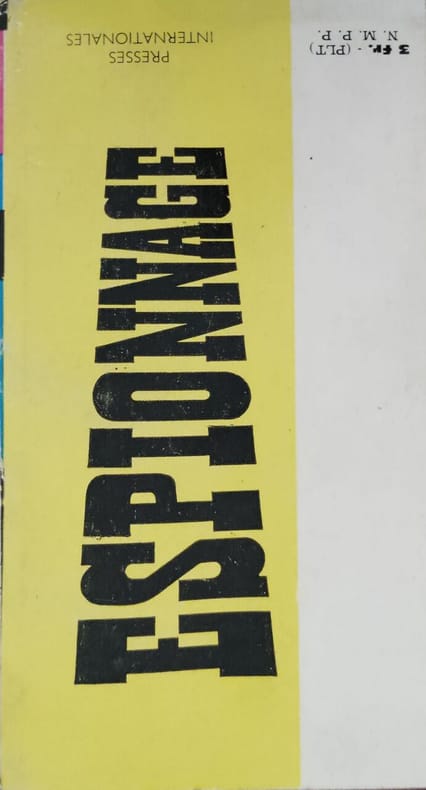 ESPIONNAGE
PRESSES
INTERNATIONALES
3 Fr. - (PLT)
N. M. P. P.